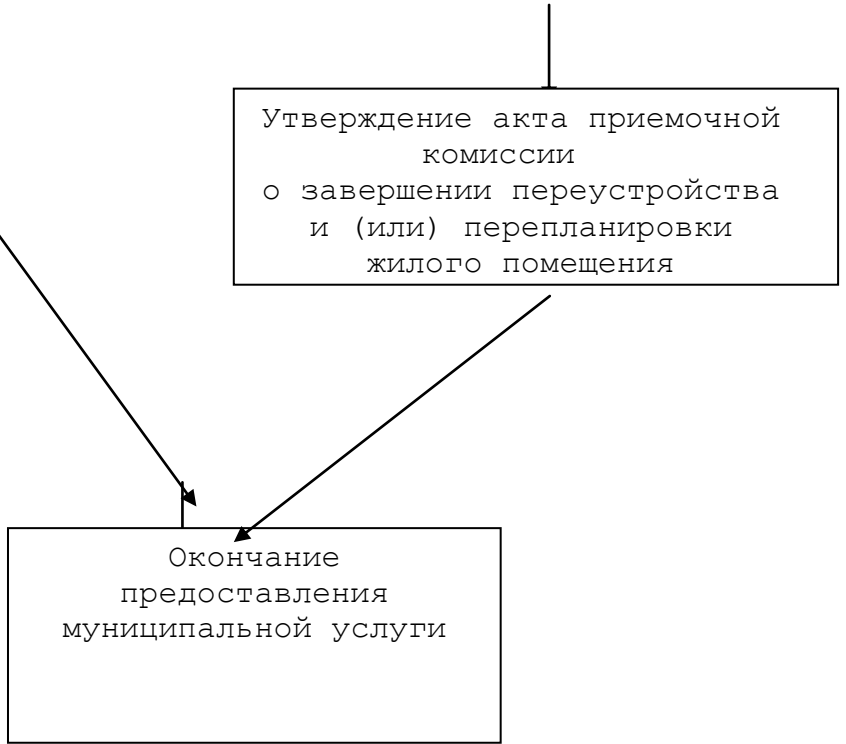 Утверждение акта приемочной
комиссии
о завершении переустройства
и (или) перепланировки
жилого помещения
Окончание
предоставления
муниципальной услуги